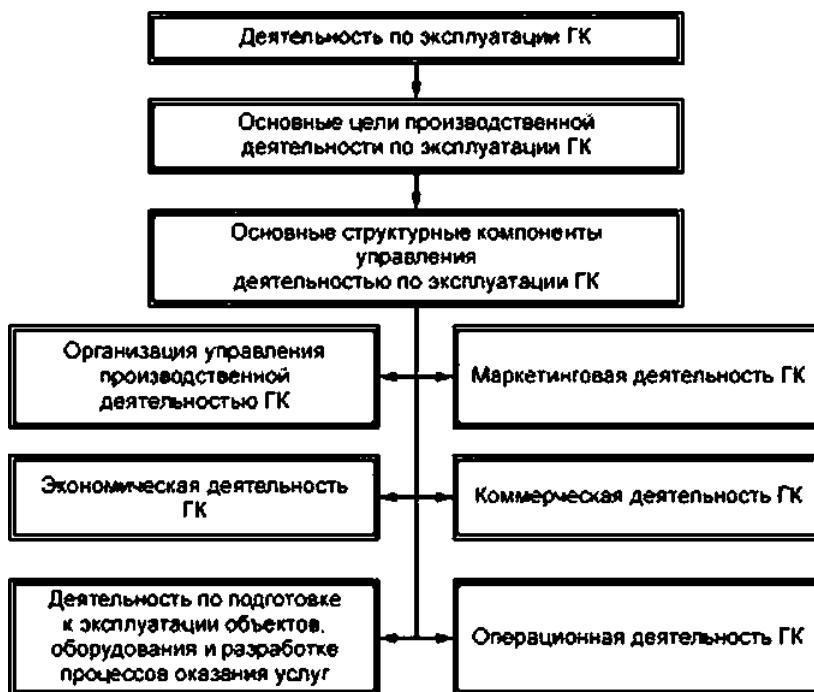 Деятельность по эксплуатации ГК
Основные цели производственной
деятельности по эксплуатации ГК
Основные структурные компоненты
управления
деятельностью по эксплуатации ГК
Организация управления
производственной
деятельностью ГК
Маркетинговая деятельность ГК
Экономическая деятельность
ГК
Коммерческая деятельность ГК
Деятельность по подготовке
к эксплуатации объектов,
оборудования и разработке
процессов оказания услуг
Операционная деятельность ГК